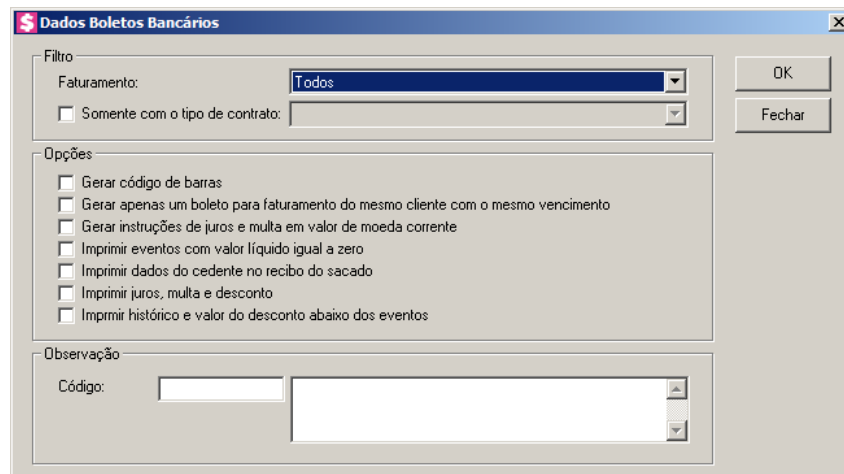 Dados Boletos Bancários
Filtro
Faturamento: Todos
OK
Somente com o tipo de contrato:
Fechar
Opções
Gerar código de barras
Gerar apenas um boleto para faturamento do mesmo cliente com o mesmo vencimento
Gerar instruções de juros e multa em valor de moeda corrente
Imprimir eventos com valor líquido igual a zero
Imprimir dados do cedente no recibo do sacado
Imprimir juros, multa e desconto
Imprmir histórico e valor do desconto abaixo dos eventos
Observação
Código: